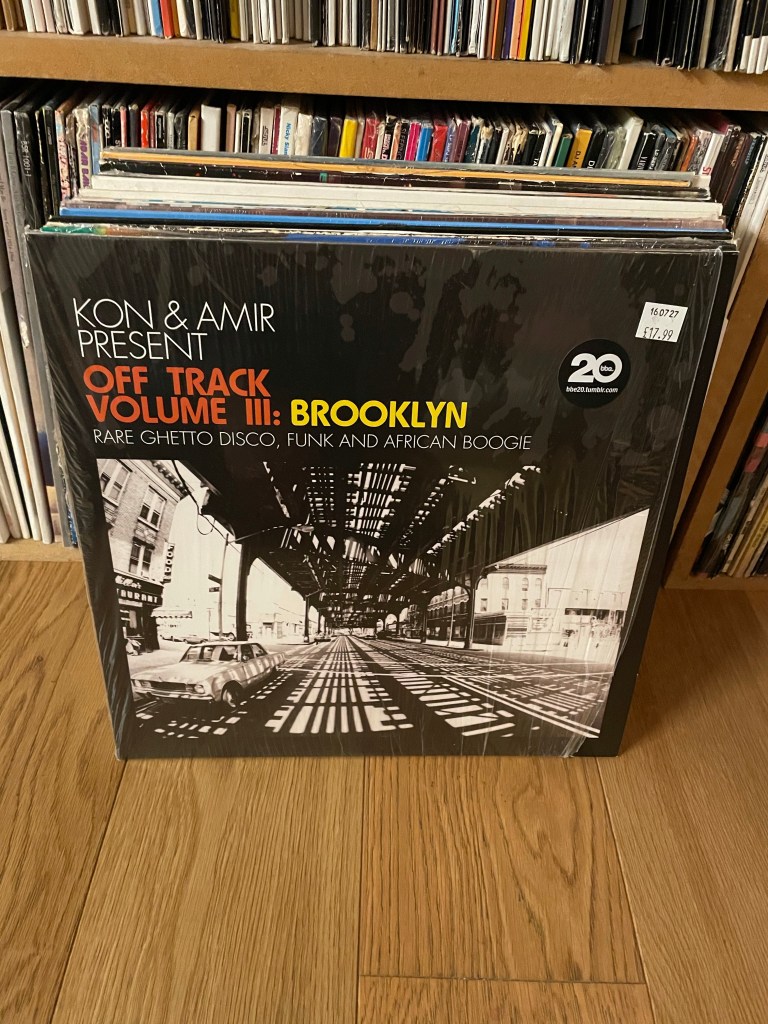 KON & AMIR
PRESENT
OFF TRACK
VOLUME III: BROOKLYN
RARE GHETTO DISCO, FUNK AND AFRICAN BOOGIE
160727
£17.99
20
bbe.
bbe20.tumblr.com